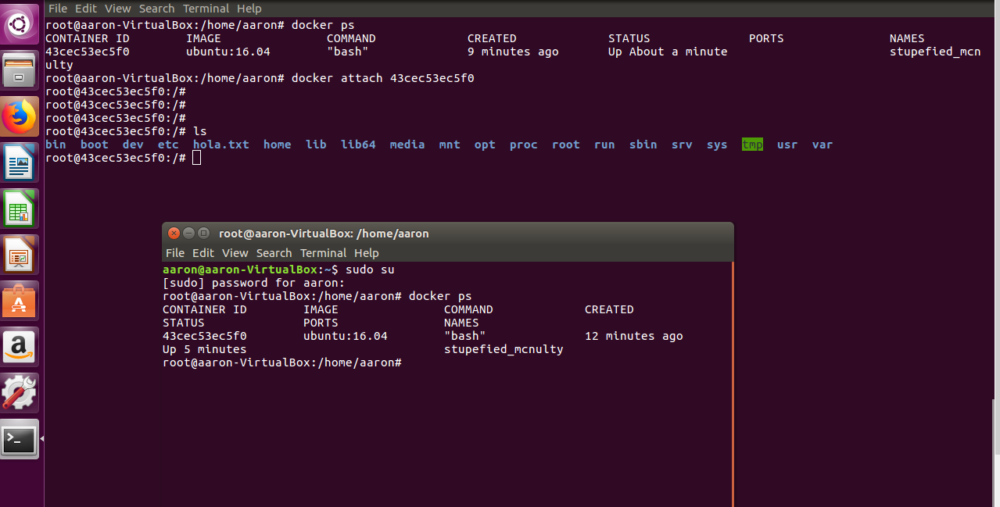 File Edit View Search Terminal Help
root@aaron-VirtualBox:/home/aaron# docker ps
CONTAINER ID IMAGE COMMAND CREATED STATUS PORTS NAMES
43cec53ec5f0 ubuntu:16.04 "bash" 9 minutes ago Up About a minute stupefied_mcn
ulty
root@aaron-VirtualBox:/home/aaron# docker attach 43cec53ec5f0
root@43cec53ec5f0:/#
root@43cec53ec5f0:/#
root@43cec53ec5f0:/#
root@43cec53ec5f0:/# ls
bin boot dev etc hola.txt home lib lib64 media mnt opt proc root run sbin srv sys tmp usr var
root@43cec53ec5f0:/#
root@aaron-VirtualBox: /home/aaron
File Edit View Search Terminal Help
aaron@aaron-VirtualBox:~$ sudo su
[sudo] password for aaron:
root@aaron-VirtualBox:/home/aaron# docker ps
CONTAINER ID IMAGE COMMAND CREATED
STATUS PORTS NAMES
43cec53ec5f0 ubuntu:16.04 "bash" 12 minutes ago
Up 5 minutes stupefied_mcnulty
root@aaron-VirtualBox:/home/aaron#